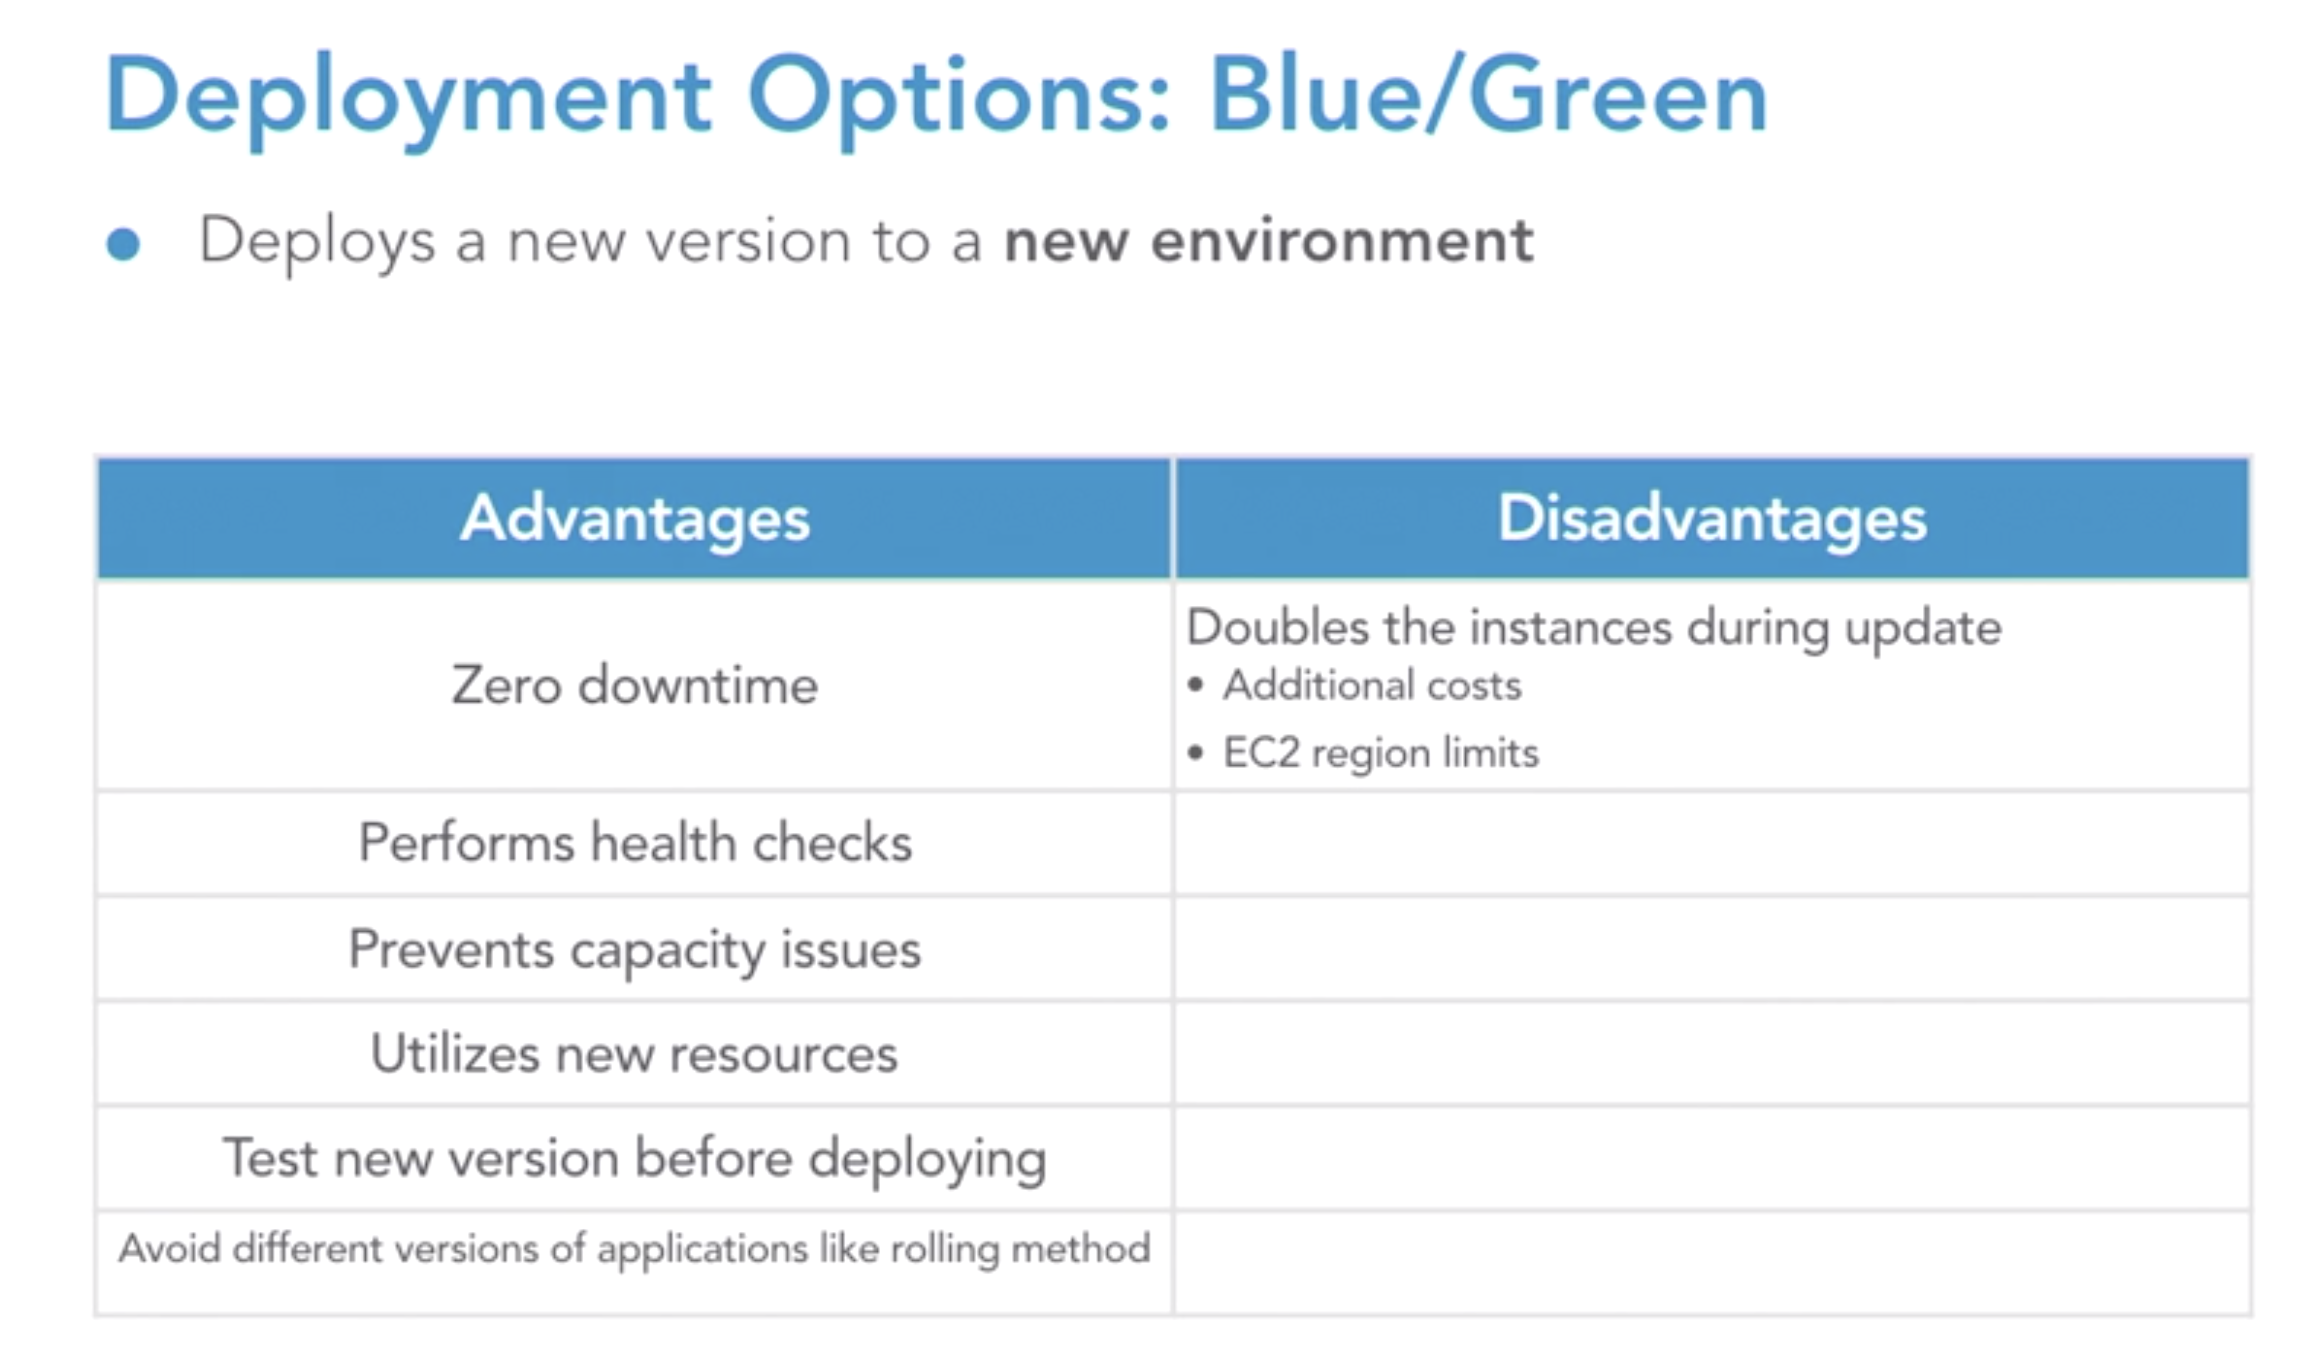 Deployment Options: Blue/Green
• Deploys a new version to a new environment
Advantages
Disadvantages
Zero downtime
Doubles the instances during update
• Additional costs
• EC2 region limits
Performs health checks
Prevents capacity issues
Utilizes new resources
Test new version before deploying
Avoid different versions of applications like rolling method